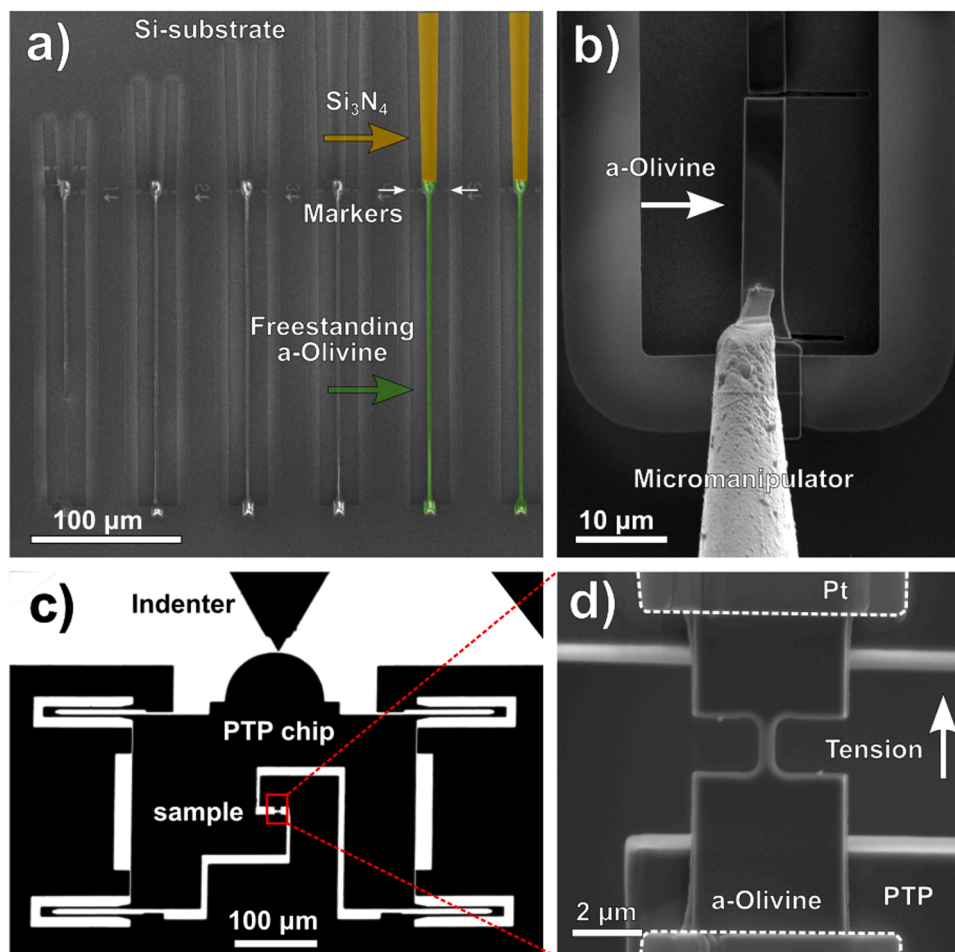 a)
Si-substrate
Si₃N₄
Markers
Freestanding
a-Olivine
100 µm
b)
a-Olivine
Micromanipulator
10 µm
c)
Indenter
PTP chip
sample
100 µm
d)
Pt
Tension
a-Olivine
PTP
2 µm